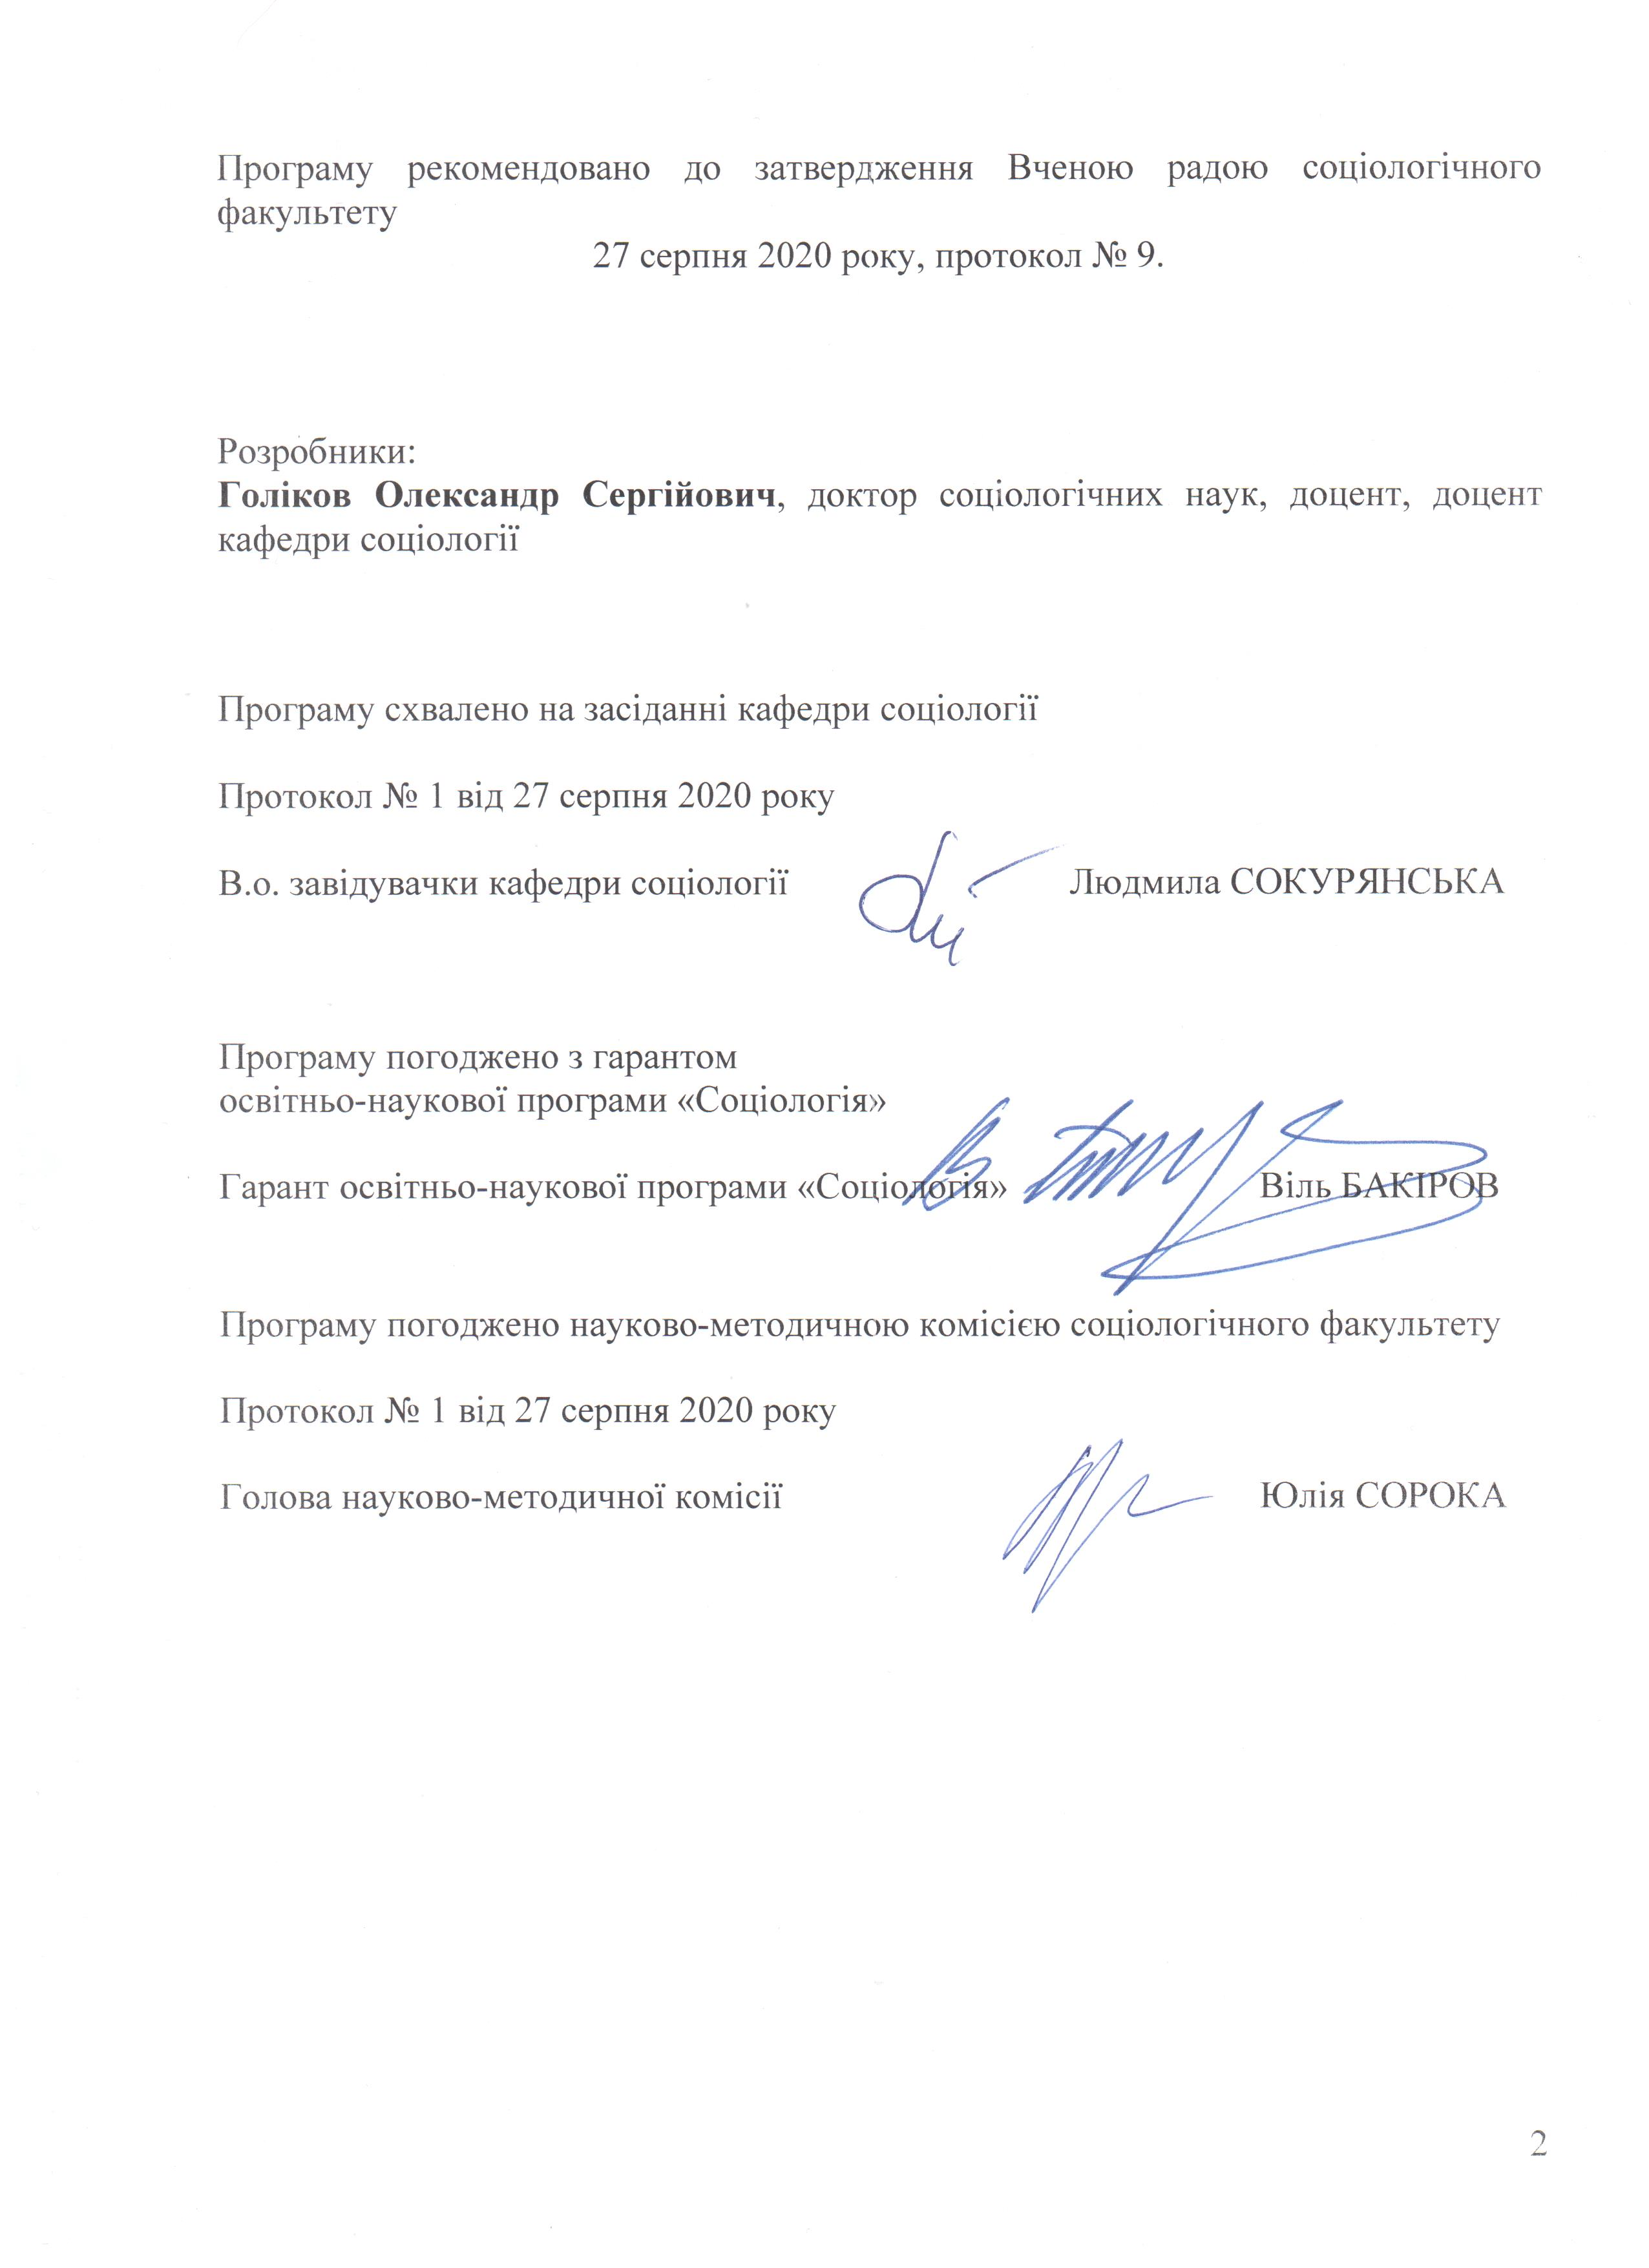 Програму рекомендовано до затвердження Вченою радою соціологічного
факультету
27 серпня 2020 року, протокол № 9.
Розробники:
Голіков Олександр Сергійович, доктор соціологічних наук, доцент, доцент
кафедри соціології
Програму схвалено на засіданні кафедри соціології
Протокол № 1 від 27 серпня 2020 року
В.о. завідувачки кафедри соціології Людмила СОКУРЯНСЬКА
Програму погоджено з гарантом
освітньо-наукової програми «Соціологія»
Гарант освітньо-наукової програми «Соціологія» Віль БАКІРОВ
Програму погоджено науково-методичною комісією соціологічного факультету
Протокол № 1 від 27 серпня 2020 року
Голова науково-методичної комісії Юлія СОРОКА
2